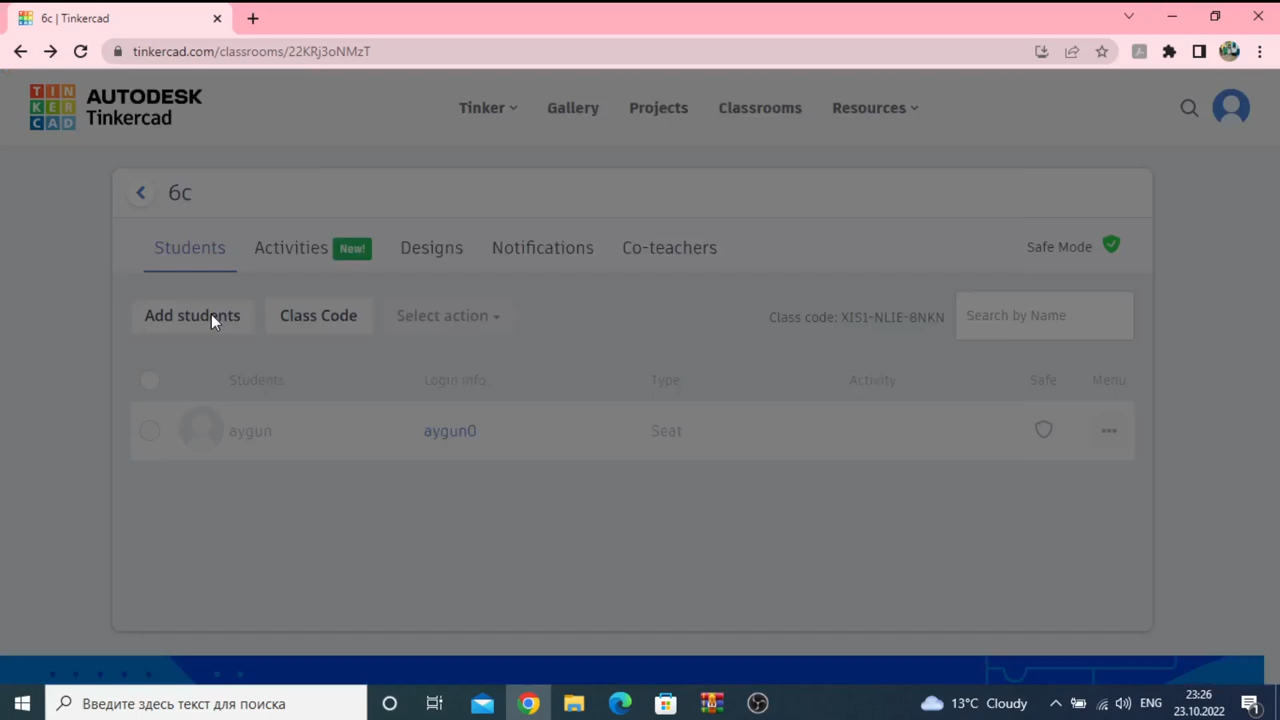 6c | Tinkercad
tinkercad.com/classrooms/22KRj3oNMzT
TIN KER CAD
AUTODESK
Tinkercad
Tinker
Gallery
Projects
Classrooms
Resources
6c
Students
Activities
New!
Designs
Notifications
Co-teachers
Safe Mode
Add students
Class Code
Select action
Class code: XIS1-NLIE-8NKN
Search by Name
Students
Login info.
Type
Activity
Safe
Menu
aygun
aygun0
Seat
Введите здесь текст для поиска
13°C Cloudy
ENG
23:26
23.10.2022
1